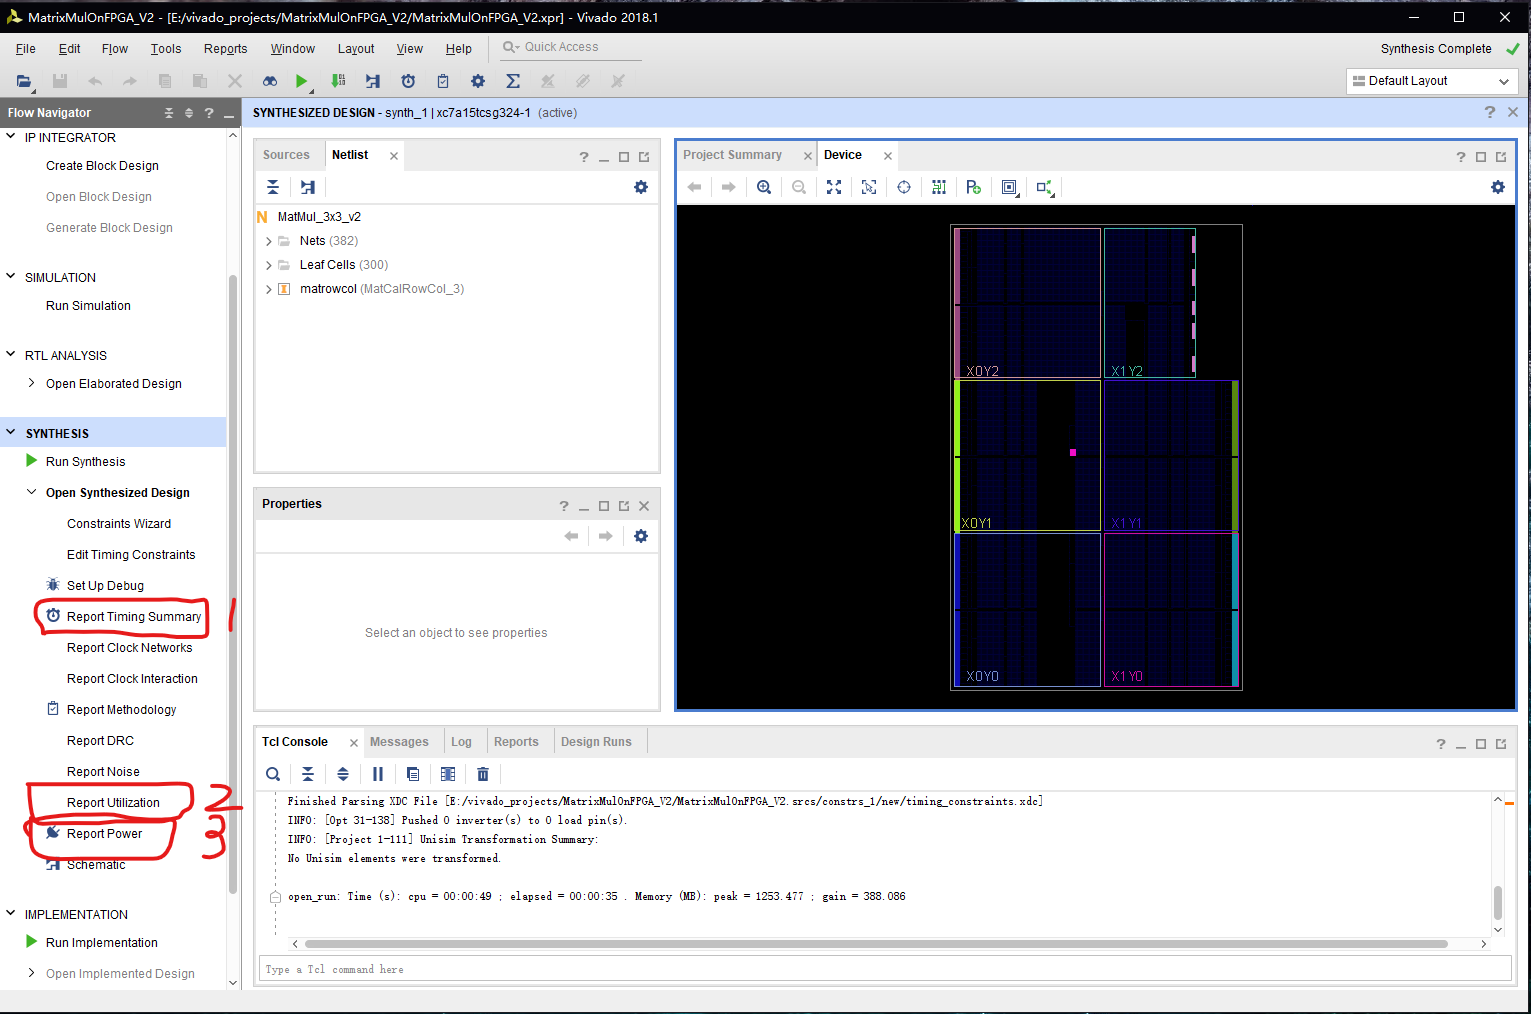 MatrixMulOnFPGA_V2 - [E:/vivado_projects/MatrixMulOnFPGA_V2/MatrixMulOnFPGA_V2.xpr] - Vivado 2018.1
File Edit Flow Tools Reports Window Layout View Help Quick Access
Synthesis Complete
Default Layout
Flow Navigator
IP INTEGRATOR
Create Block Design
Open Block Design
Generate Block Design
SIMULATION
Run Simulation
RTL ANALYSIS
Open Elaborated Design
SYNTHESIS
Run Synthesis
Open Synthesized Design
Constraints Wizard
Edit Timing Constraints
Set Up Debug
Report Timing Summary 1
Report Clock Networks
Report Clock Interaction
Report Methodology
Report DRC
Report Noise
Report Utilization 2
Report Power 3
Schematic
IMPLEMENTATION
Run Implementation
Open Implemented Design
SYNTHESIZED DESIGN - synth_1 | xc7a15tcsg324-1 (active)
Sources Netlist
N MatMul_3x3_v2
Nets (382)
Leaf Cells (300)
I matrowcol (MatCalRowCol_3)
Properties
Select an object to see properties
Project Summary Device
X0Y2 X1Y2
X0Y1 X1Y1
X0Y0 X1Y0
Tcl Console Messages Log Reports Design Runs
Finished Parsing XDC File [E:/vivado_projects/MatrixMulOnFPGA_V2/MatrixMulOnFPGA_V2.srcs/constrs_1/new/timing_constraints.xdc]
INFO: [Opt 31-138] Pushed 0 inverter(s) to 0 load pin(s).
INFO: [Project 1-111] Unisim Transformation Summary:
No Unisim elements were transformed.
open_run: Time (s): cpu = 00:00:49 ; elapsed = 00:00:35 . Memory (MB): peak = 1253.477 ; gain = 388.086
Type a Tcl command here